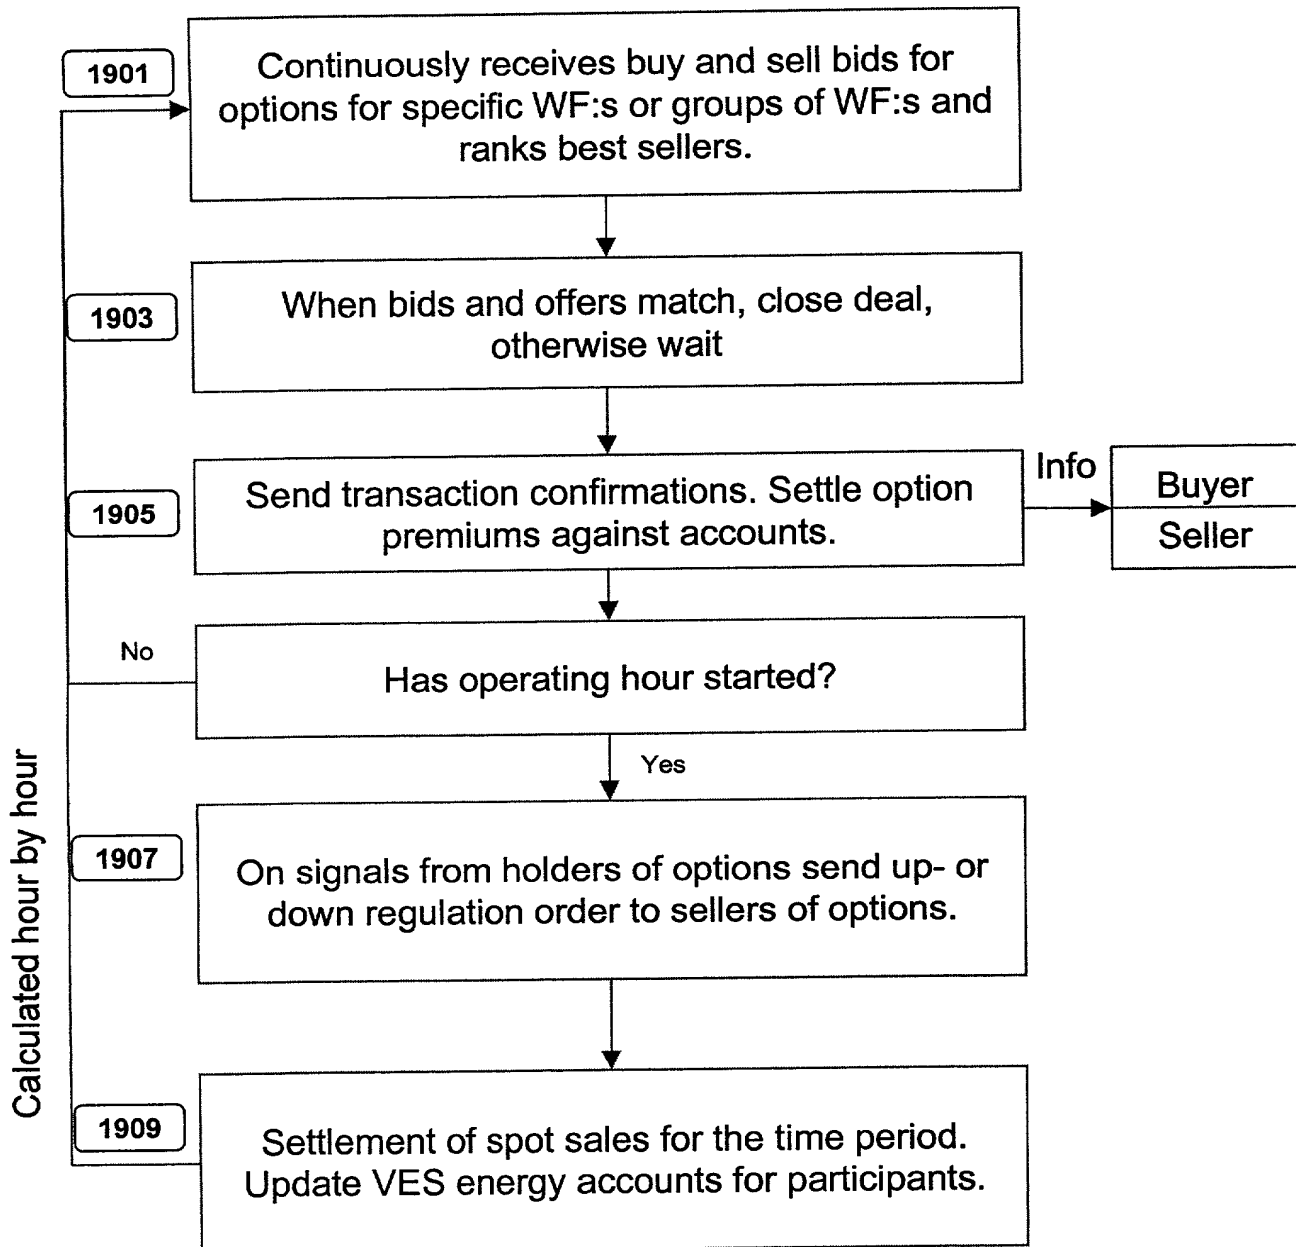 1901
Continuously receives buy and sell bids for
options for specific WF:s or groups of WF:s and
ranks best sellers.
1903
When bids and offers match, close deal,
otherwise wait
1905
Send transaction confirmations. Settle option
premiums against accounts.
Info
Buyer
Seller
No
Has operating hour started?
Yes
1907
On signals from holders of options send up- or
down regulation order to sellers of options.
Calculated hour by hour
1909
Settlement of spot sales for the time period.
Update VES energy accounts for participants.